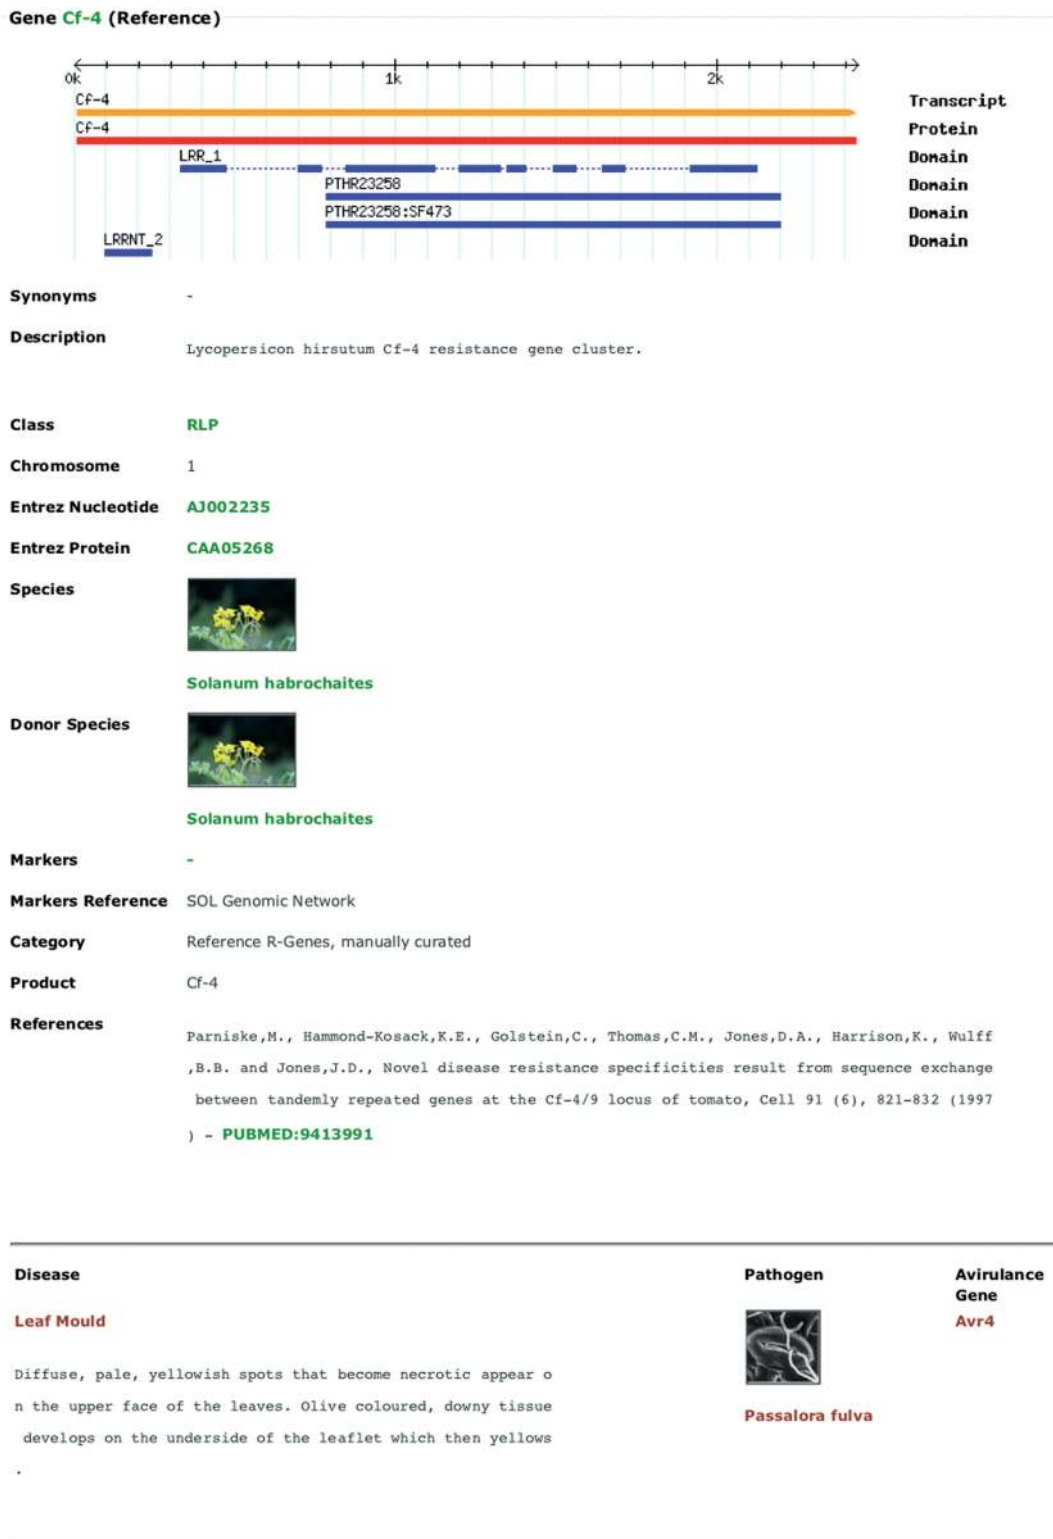 Gene Cf-4 (Reference)
0k 1k 2k
Cf-4 Transcript
Cf-4 Protein
LRR_1 Domain
PTHR23258 Domain
PTHR23258:SF473 Domain
LRRNT_2 Domain
Synonyms -
Description
Lycopersicon hirsutum Cf-4 resistance gene cluster.
Class RLP
Chromosome 1
Entrez Nucleotide AJ002235
Entrez Protein CAA05268
Species
Solanum habrochaites
Donor Species
Solanum habrochaites
Markers -
Markers Reference SOL Genomic Network
Category Reference R-Genes, manually curated
Product Cf-4
References
Parniske,M., Hammond-Kosack,K.E., Golstein,C., Thomas,C.M., Jones,D.A., Harrison,K., Wulff
,B.B. and Jones,J.D., Novel disease resistance specificities result from sequence exchange
between tandemly repeated genes at the Cf-4/9 locus of tomato, Cell 91 (6), 821-832 (1997
) - PUBMED:9413991
Disease Pathogen Avirulance
Gene
Leaf Mould Avr4
Diffuse, pale, yellowish spots that become necrotic appear o
n the upper face of the leaves. Olive coloured, downy tissue
develops on the underside of the leaflet which then yellows
.
Passalora fulva